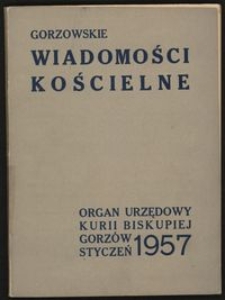 GORZOWSKIE
WIADOMOŚCI
KOŚCIELNE
ORGAN URZĘDOWY
KURII BISKUPIEJ
GORZÓW
STYCZEŃ 1957